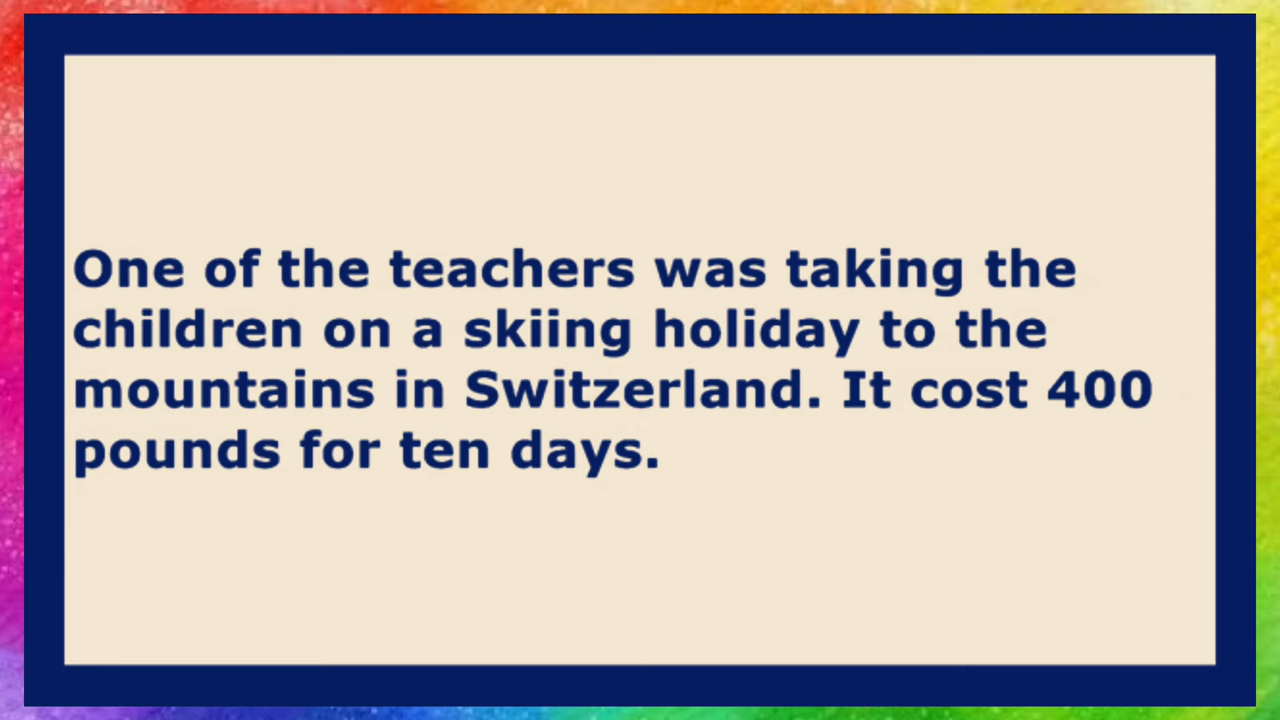 One of the teachers was taking the
children on a skiing holiday to the
mountains in Switzerland. It cost 400
pounds for ten days.